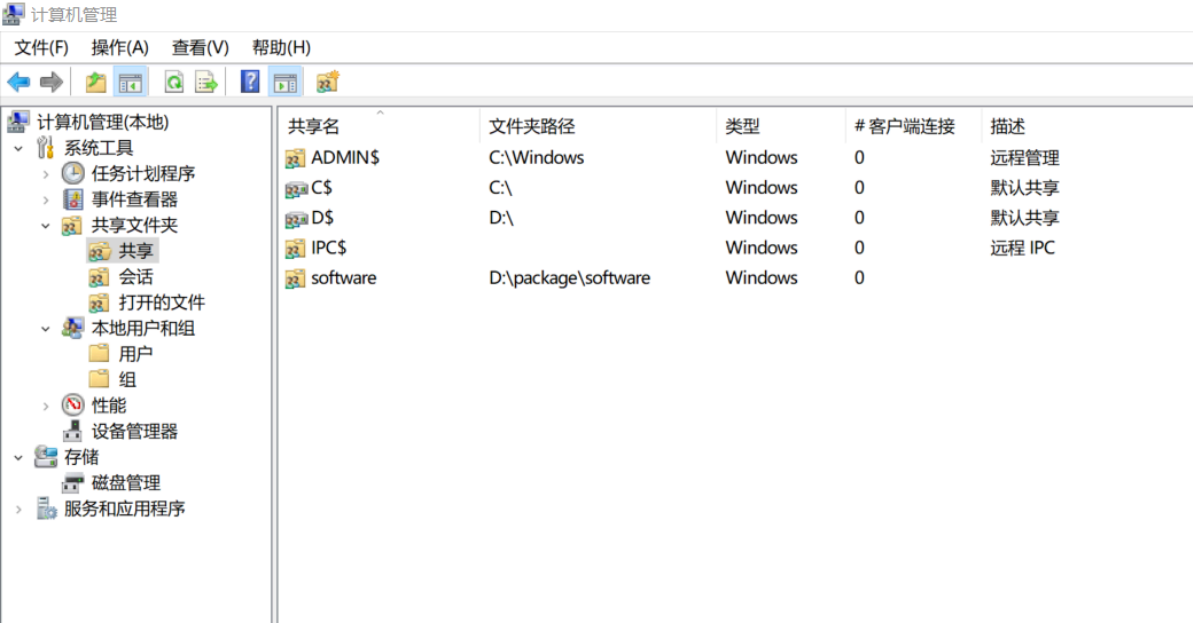 计算机管理
文件(F) 操作(A) 查看(V) 帮助(H)
计算机管理(本地)
系统工具
任务计划程序
事件查看器
共享文件夹
共享
会话
打开的文件
本地用户和组
用户
组
性能
设备管理器
存储
磁盘管理
服务和应用程序
共享名 文件夹路径 类型 # 客户端连接 描述
ADMIN$ C:\Windows Windows 0 远程管理
C$ C:\ Windows 0 默认共享
D$ D:\ Windows 0 默认共享
IPC$ Windows 0 远程 IPC
software D:\package\software Windows 0